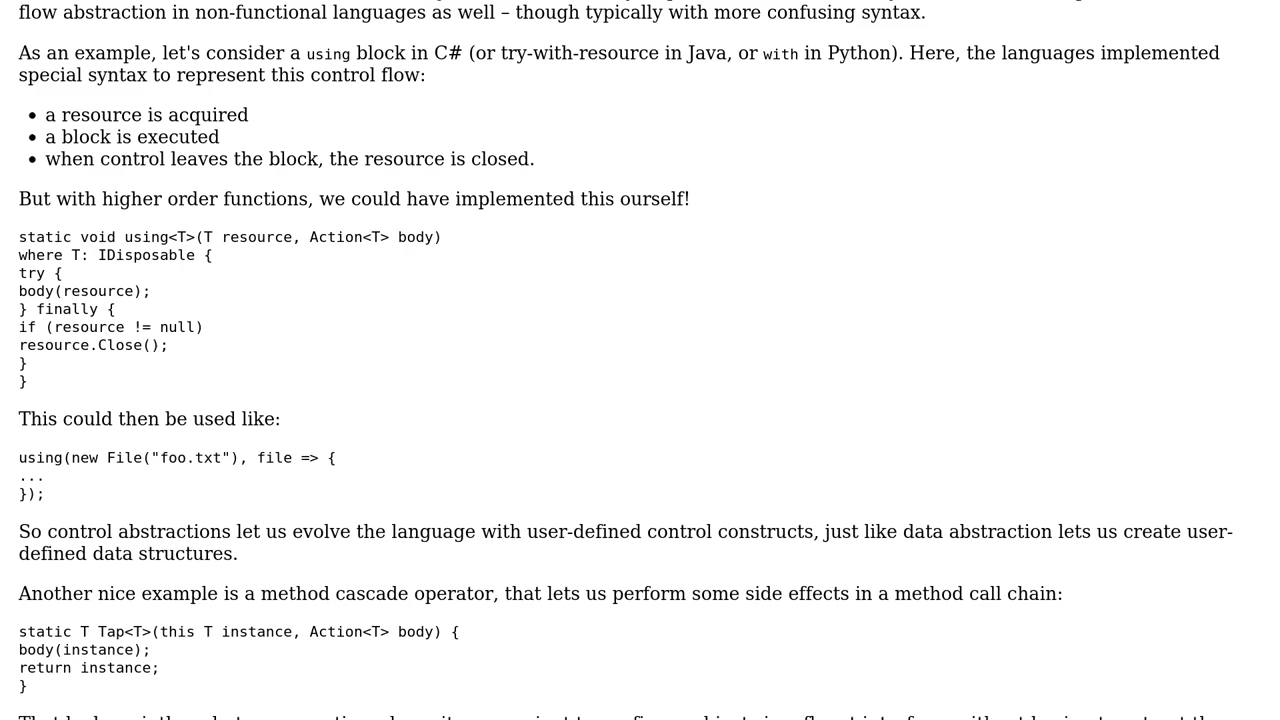 flow abstraction in non-functional languages as well – though typically with more confusing syntax.
As an example, let's consider a using block in C# (or try-with-resource in Java, or with in Python). Here, the languages implemented
special syntax to represent this control flow:
• a resource is acquired
• a block is executed
• when control leaves the block, the resource is closed.
But with higher order functions, we could have implemented this ourself!
static void using<T>(T resource, Action<T> body)
where T: IDisposable {
try {
body(resource);
} finally {
if (resource != null)
resource.Close();
}
}
This could then be used like:
using(new File("foo.txt"), file => {
...
});
So control abstractions let us evolve the language with user-defined control constructs, just like data abstraction lets us create user-
defined data structures.
Another nice example is a method cascade operator, that lets us perform some side effects in a method call chain:
static T Tap<T>(this T instance, Action<T> body) {
body(instance);
return instance;
}